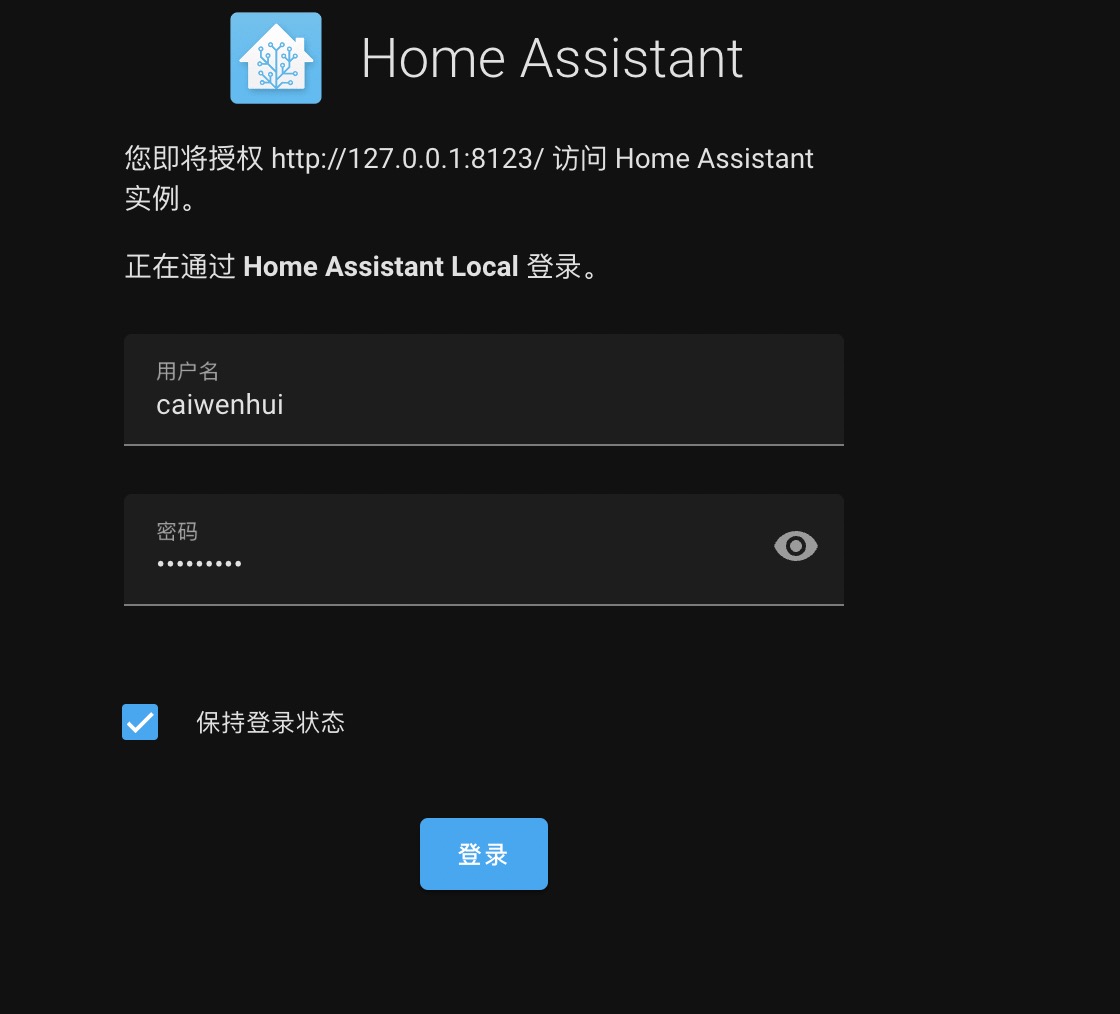 Home Assistant
您即将授权 http://127.0.0.1:8123/ 访问 Home Assistant
实例。
正在通过 Home Assistant Local 登录。
用户名
caiwenhui
密码
•••••••••
保持登录状态
登录